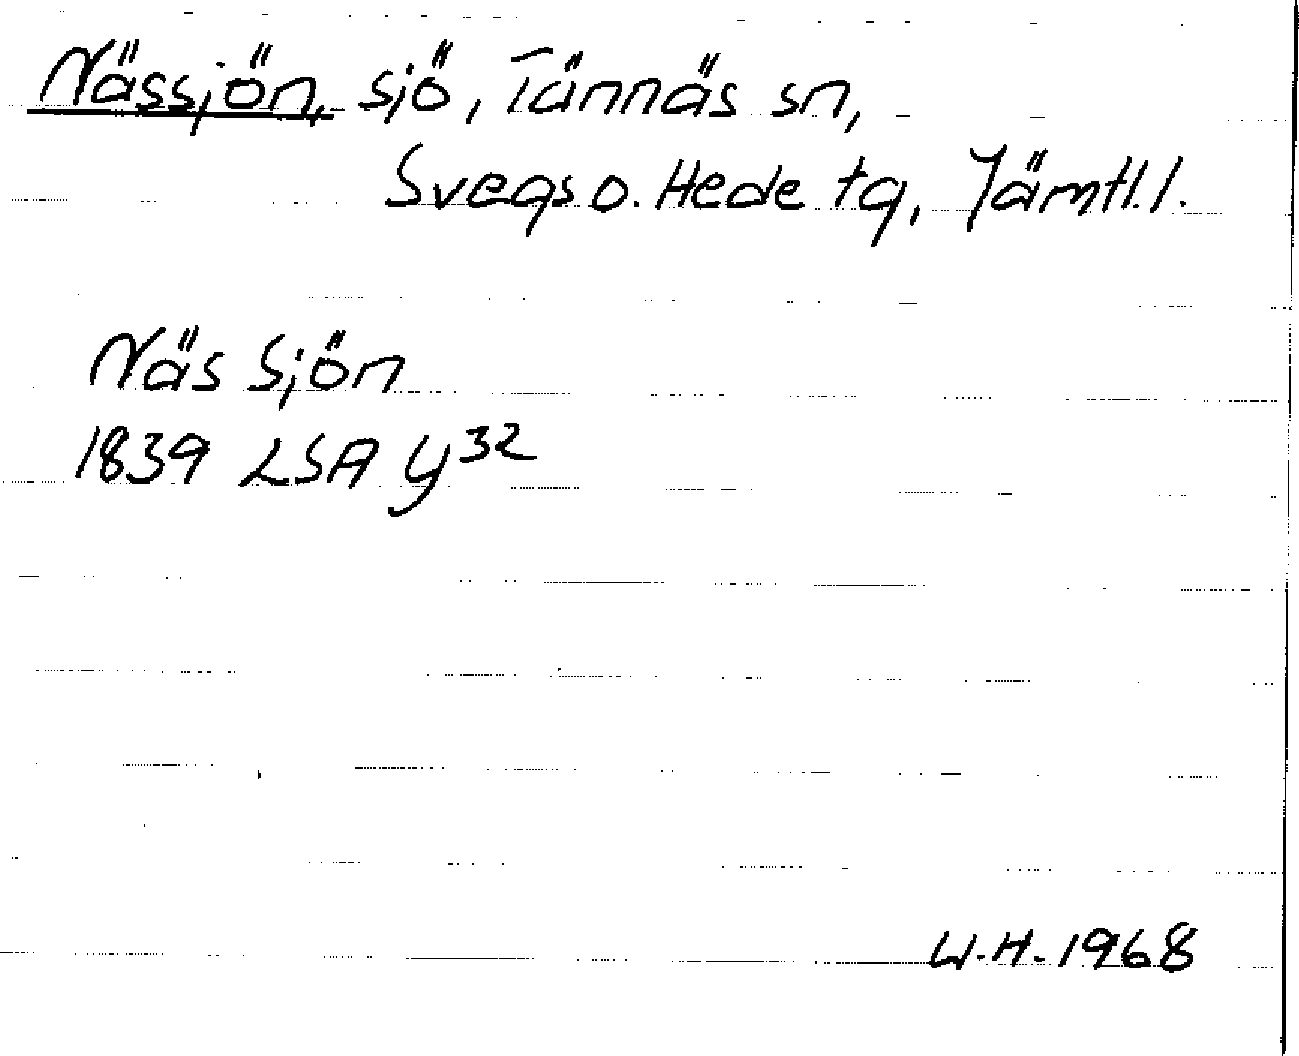 Nässjön, sjö, Tännäs sn,
Svegs o. Hede tg, Jämtl. l.
Näs Sjön
1839 LSA y³²
W.H. 1968